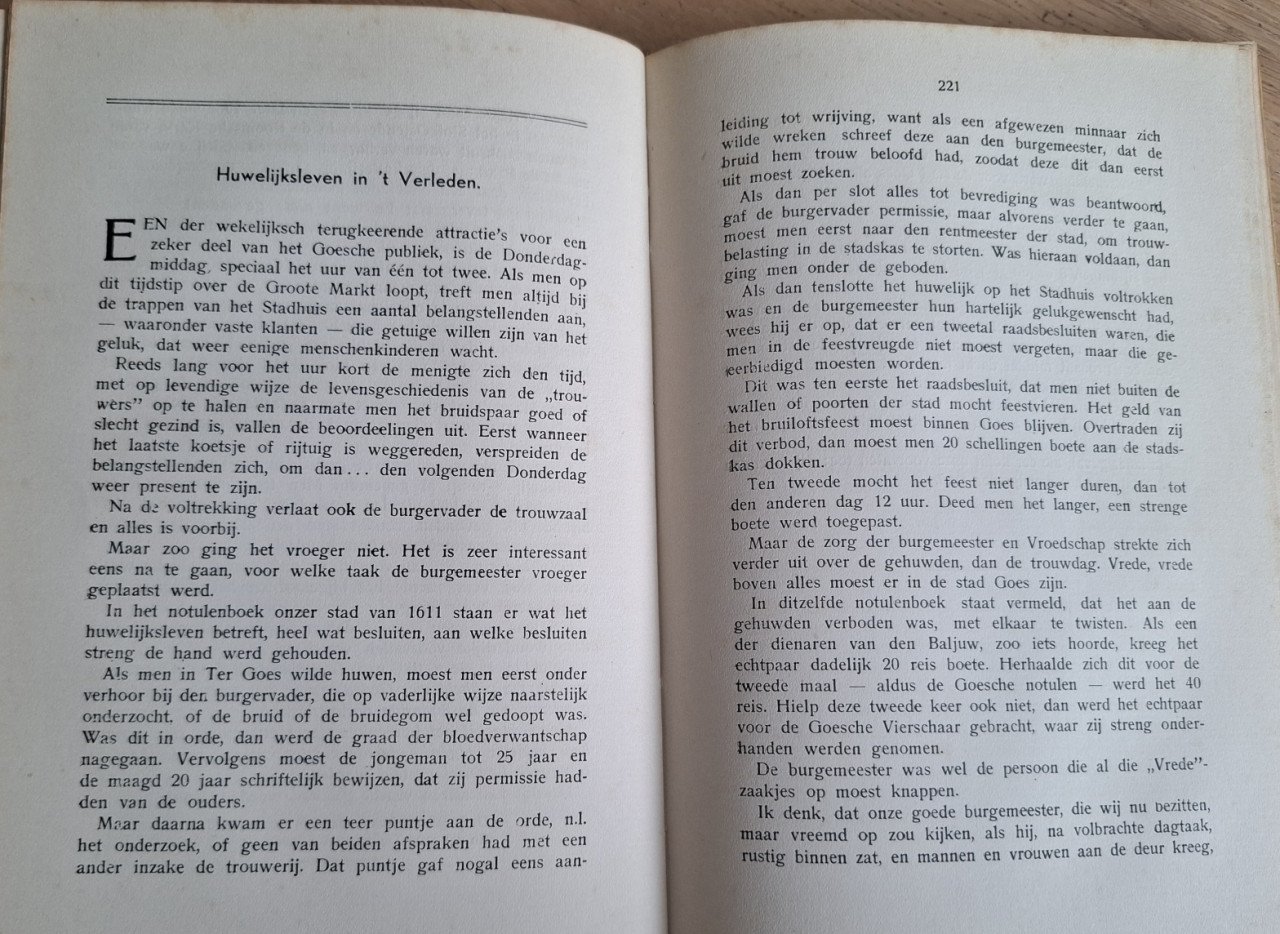 Huwelijksleven in 't Verleden.
EEN der wekelijksch terugkeerende attractie's voor een
zeker deel van het Goesche publiek, is de Donderdag-
middag, speciaal het uur van één tot twee. Als men op
dit tijdstip over de Groote Markt loopt, treft men altijd bij
de trappen van het Stadhuis een aantal belangstellenden aan,
— waaronder vaste klanten — die getuige willen zijn van het
geluk, dat weer eenige menschenkinderen wacht.
Reeds lang voor het uur kort de menigte zich den tijd,
met op levendige wijze de levensgeschiedenis van de „trou-
wers” op te halen en naarmate men het bruidspaar goed of
slecht gezind is, vallen de beoordeelingen uit. Eerst wanneer
het laatste koetsje of rijtuig is weggereden, verspreiden de
belangstellenden zich, om dan... den volgenden Donderdag
weer present te zijn.
Na de voltrekking verlaat ook de burgervader de trouwzaal
en alles is voorbij.
Maar zoo ging het vroeger niet. Het is zeer interessant
eens na te gaan, voor welke taak de burgemeester vroeger
geplaatst werd.
In het notulenboek onzer stad van 1611 staan er wat het
huwelijksleven betreft, heel wat besluiten, aan welke besluiten
streng de hand werd gehouden.
Als men in Ter Goes wilde huwen, moest men eerst onder
verhoor bij den burgervader, die op vaderlijke wijze naarstelijk
onderzocht, of de bruid of de bruidegom wel gedoopt was.
Was dit in orde, dan werd de graad der bloedverwantschap
nagegaan. Vervolgens moest de jongeman tot 25 jaar en
de maagd 20 jaar schriftelijk bewijzen, dat zij permissie had-
den van de ouders.
Maar daarna kwam er een teer puntje aan de orde, n.l.
het onderzoek, of geen van beiden afspraken had met een
ander inzake de trouwerij. Dat puntje gaf nogal eens aan-
221
leiding tot wrijving, want als een afgewezen minnaar zich
wilde wreken schreef deze aan den burgemeester, dat de
bruid hem trouw beloofd had, zoodat deze dit dan eerst
uit moest zoeken.
Als dan per slot alles tot bevrediging was beantwoord,
gaf de burgervader permissie, maar alvorens verder te gaan,
moest men eerst naar den rentmeester der stad, om trouw-
belasting in de stadskas te storten. Was hieraan voldaan, dan
ging men onder de geboden.
Als dan tenslotte het huwelijk op het Stadhuis voltrokken
was en de burgemeester hun hartelijk gelukgewenscht had,
wees hij er op, dat er een tweetal raadsbesluiten waren, die
men in de feestvreugde niet moest vergeten, maar die ge-
eerbiedigd moesten worden.
Dit was ten eerste het raadsbesluit, dat men niet buiten de
wallen of poorten der stad mocht feestvieren. Het geld van
het bruiloftsfeest moest binnen Goes blijven. Overtraden zij
dit verbod, dan moest men 20 schellingen boete aan de stads-
kas dokken.
Ten tweede mocht het feest niet langer duren, dan tot
den anderen dag 12 uur. Deed men het langer, een strenge
boete werd toegepast.
Maar de zorg der burgemeester en Vroedschap strekte zich
verder uit over de gehuwden, dan de trouwdag. Vrede, vrede
boven alles moest er in de stad Goes zijn.
In ditzelfde notulenboek staat vermeld, dat het aan de
gehuwden verboden was, met elkaar te twisten. Als een
der dienaren van den Baljuw, zoo iets hoorde, kreeg het
echtpaar dadelijk 20 reis boete. Herhaalde zich dit voor de
tweede maal — aldus de Goesche notulen — werd het 40
reis. Hielp deze tweede keer ook niet, dan werd het echtpaar
voor de Goesche Vierschaar gebracht, waar zij streng onder-
handen werden genomen.
De burgemeester was wel de persoon die al die „Vrede”-
zaakjes op moest knappen.
Ik denk, dat onze goede burgemeester, die wij nu bezitten,
maar vreemd op zou kijken, als hij, na volbrachte dagtaak,
rustig binnen zat, en mannen en vrouwen aan de deur kreeg,